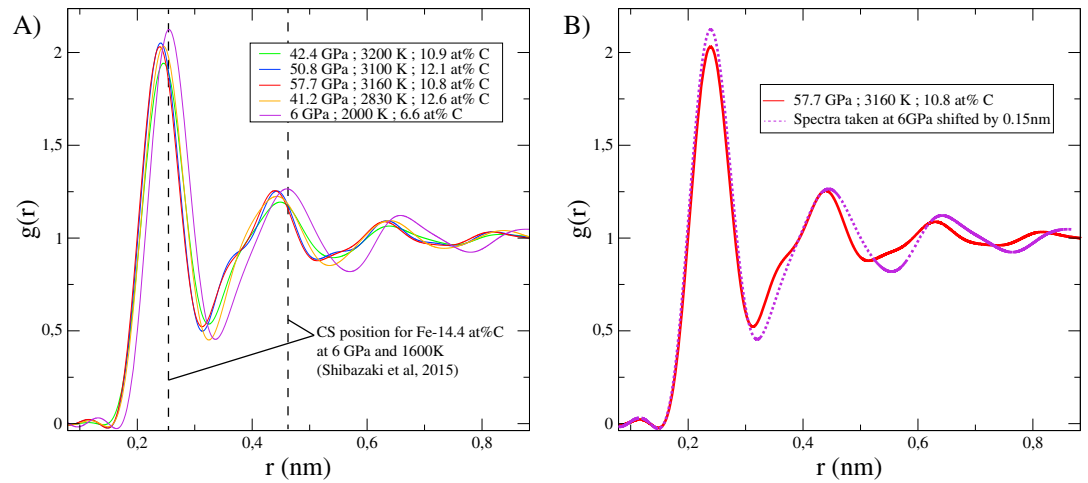 A)
42.4 GPa ; 3200 K ; 10.9 at% C
50.8 GPa ; 3100 K ; 12.1 at% C
57.7 GPa ; 3160 K ; 10.8 at% C
41.2 GPa ; 2830 K ; 12.6 at% C
6 GPa ; 2000 K ; 6.6 at% C
CS position for Fe-14.4 at%C
at 6 GPa and 1600K
(Shibazaki et al, 2015)
g(r)
2
1,5
1
0,5
0
0,2
0,4
0,6
0,8
r (nm)
B)
57.7 GPa ; 3160 K ; 10.8 at% C
Spectra taken at 6GPa shifted by 0.15nm
g(r)
2
1,5
1
0,5
0
0,2
0,4
0,6
0,8
r (nm)